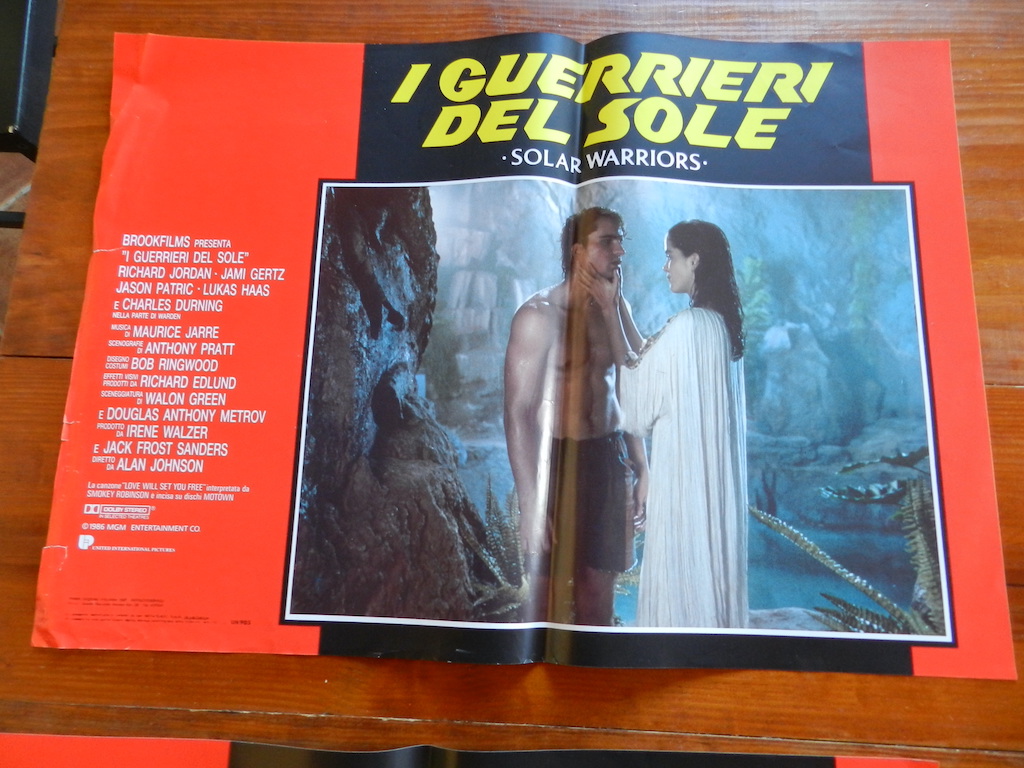 I GUERRIERI
DEL SOLE
· SOLAR WARRIORS ·
BROOKFILMS PRESENTA
"I GUERRIERI DEL SOLE"
RICHARD JORDAN · JAMI GERTZ
JASON PATRIC · LUKAS HAAS
E CHARLES DURNING
NELLA PARTE DI WARDEN
MUSICA DI MAURICE JARRE
SCENOGRAFIE DI ANTHONY PRATT
DISEGNO COSTUMI BOB RINGWOOD
EFFETTI VISIVI PRODOTTI DA RICHARD EDLUND
SCENEGGIATURA DI WALON GREEN
E DOUGLAS ANTHONY METROV
PRODOTTO DA IRENE WALZER
E JACK FROST SANDERS
DIRETTO DA ALAN JOHNSON
La canzone "LOVE WILL SET YOU FREE" interpretata da
SMOKEY ROBINSON e incisa su dischi MOTOWN
DOLBY STEREO®
IN SELECTED THEATRES
©1986 MGM ENTERTAINMENT CO.
UNITED INTERNATIONAL PICTURES